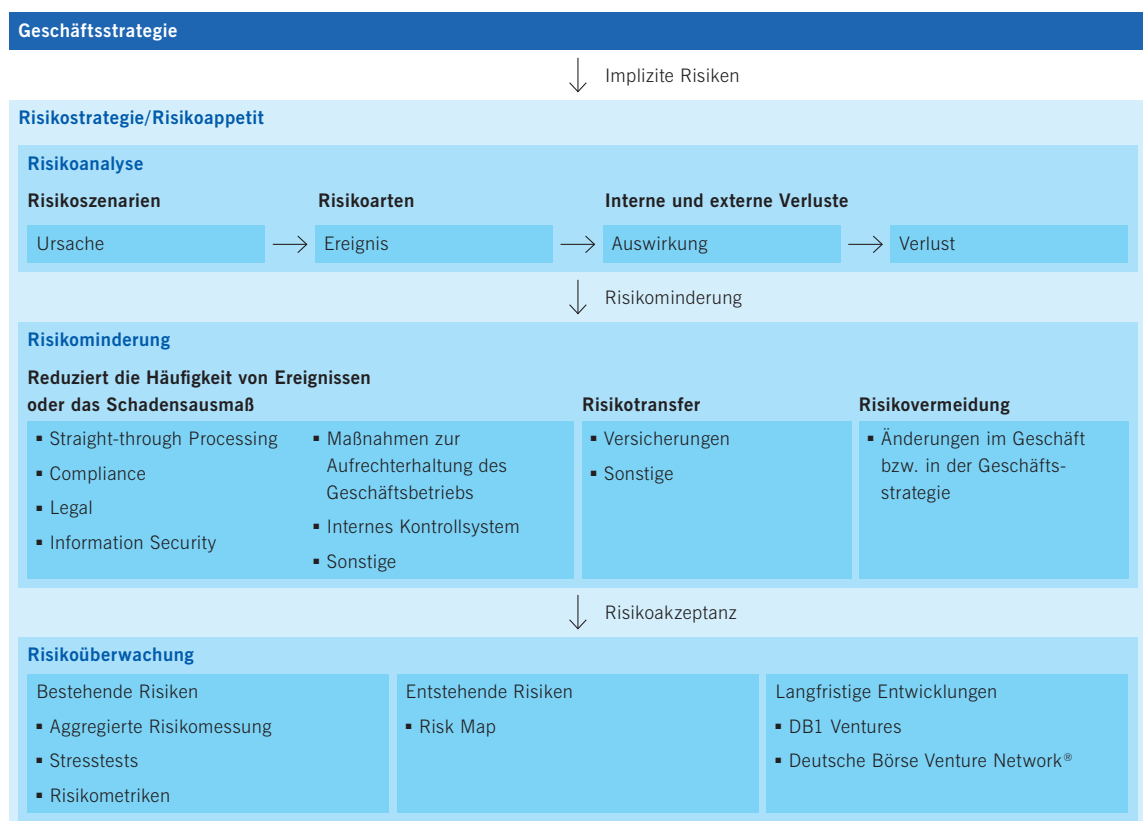 Geschäftsstrategie
Implizite Risiken
Risikostrategie/Risikoappetit
Risikoanalyse
Risikoszenarien
Risikoarten
Interne und externe Verluste
Ursache
Ereignis
Auswirkung
Verlust
Risikominderung
Risikominderung
Reduziert die Häufigkeit von Ereignissen
oder das Schadensausmaß
▪ Straight-through Processing
▪ Compliance
▪ Legal
▪ Information Security
▪ Maßnahmen zur
Aufrechterhaltung des
Geschäftsbetriebs
▪ Internes Kontrollsystem
▪ Sonstige
Risikotransfer
▪ Versicherungen
▪ Sonstige
Risikovermeidung
▪ Änderungen im Geschäft
bzw. in der Geschäfts-
strategie
Risikoakzeptanz
Risikoüberwachung
Bestehende Risiken
▪ Aggregierte Risikomessung
▪ Stresstests
▪ Risikometriken
Entstehende Risiken
▪ Risk Map
Langfristige Entwicklungen
▪ DB1 Ventures
▪ Deutsche Börse Venture Network®